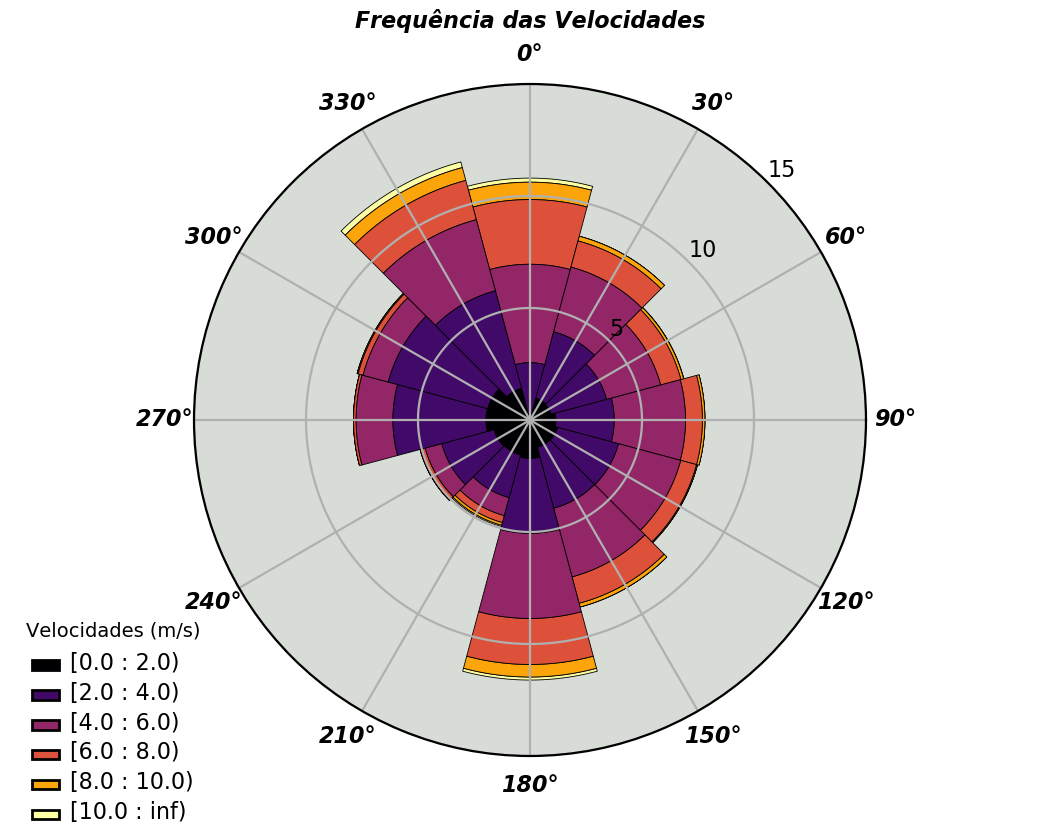 Frequência das Velocidades
0°
330°
30°
15
300°
60°
10
5
270°
90°
240°
120°
210°
150°
180°
Velocidades (m/s)
[0.0 : 2.0)
[2.0 : 4.0)
[4.0 : 6.0)
[6.0 : 8.0)
[8.0 : 10.0)
[10.0 : inf)